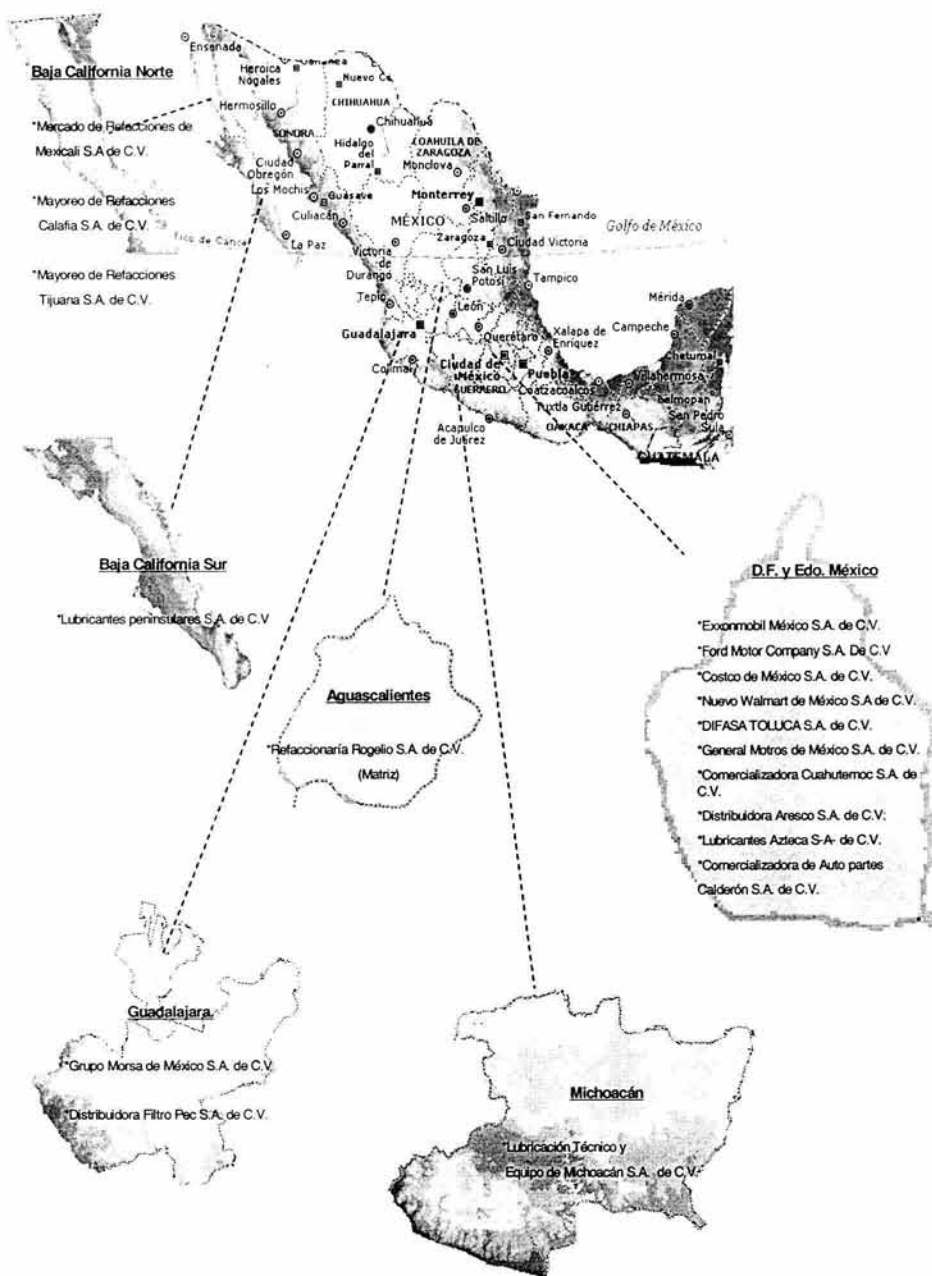 Ensenada
Baja California Norte
Heroica
Nogales
Nuevo
CHIHUAHUA
Hermosillo
Chihuahua
*Mercado de Refacciones de
Mexicali S.A de C.V.
SONORA
Hidalgo
del
Parral
COAHUILA DE
ZARAGOZA
Monclova
Ciudad
Obregón
Los Mochis
Guasave
Monterrey
*Mayoreo de Refacciones
Calafia S.A. de C.V.
Culiacán
MÉXICO
Saltillo
San Fernando
Golfo de México
La Paz
Zaragoza
Ciudad Victoria
Victoria
de
Durango
*Mayoreo de Refacciones
Tijuana S.A. de C.V.
San Luis
Potosí
Tampico
Tepic
León
Mérida
Guadalajara
Querétaro
Xalapa de
Enríquez
Campeche
Chetumal
Colima
Ciudad de
México
Puebla
Villahermosa
GUERRERO
Coatzacoalcos
Belmopan
Tuxtla Gutiérrez
San Pedro
Sula
Acapulco
de Juárez
OAXACA
CHIAPAS
GUATEMALA
Baja California Sur
*Lubricantes peninsulares S.A. de C.V
D.F. y Edo. México
*Exxonmobil México S.A. de C.V.
*Ford Motor Company S.A. De C.V
*Costco de México S.A. de C.V.
*Nuevo Walmart de México S.A de C.V.
*DIFASA TOLUCA S.A. de C.V.
*General Motros de México S.A. de C.V.
*Comercializadora Cuahuternoc S.A. de
C.V.
*Distribuidora Aresco S.A. de C.V;
*Lubricantes Azteca S-A- de C.V.
*Comercializadora de Auto partes
Calderón S.A. de C.V.
Aguascalientes
*Refaccionaría Rogelio S.A. de C.V.
(Matriz)
Guadalajara.
*Grupo Morsa de México S.A. de C.V.
*Distribuidora Filtro Pec S.A. de C.V.
Michoacán
*Lubricación Técnico y
Equipo de Michoacán S.A. de C.V.